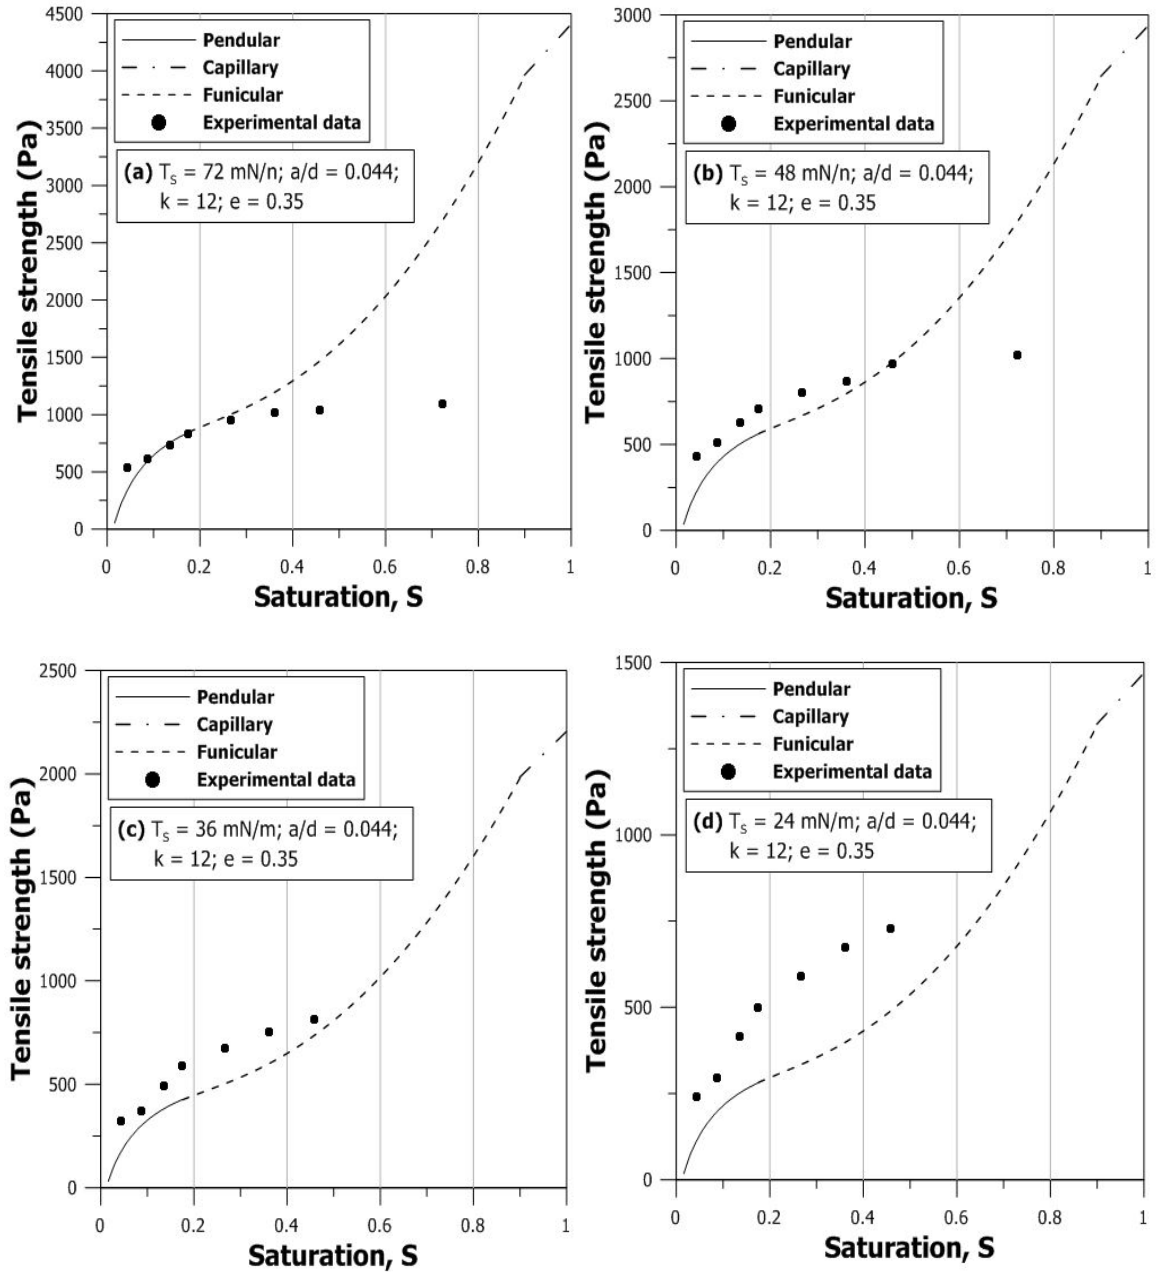 4500
4000
3500
3000
2500
2000
1500
1000
500
0
Tensile strength (Pa)
Pendular
Capillary
Funicular
Experimental data
(a) Ts = 72 mN/n; a/d = 0.044;
k = 12; e = 0.35
0 0.2 0.4 0.6 0.8 1
Saturation, S
3000
2500
2000
1500
1000
500
0
Tensile strength (Pa)
Pendular
Capillary
Funicular
Experimental data
(b) Ts = 48 mN/n; a/d = 0.044;
k = 12; e = 0.35
0 0.2 0.4 0.6 0.8 1
Saturation, S
2500
2000
1500
1000
500
0
Tensile strength (Pa)
Pendular
Capillary
Funicular
Experimental data
(c) Ts = 36 mN/m; a/d = 0.044;
k = 12; e = 0.35
0 0.2 0.4 0.6 0.8 1
Saturation, S
1500
1000
500
0
Tensile strength (Pa)
Pendular
Capillary
Funicular
Experimental data
(d) Ts = 24 mN/m; a/d = 0.044;
k = 12; e = 0.35
0 0.2 0.4 0.6 0.8 1
Saturation, S